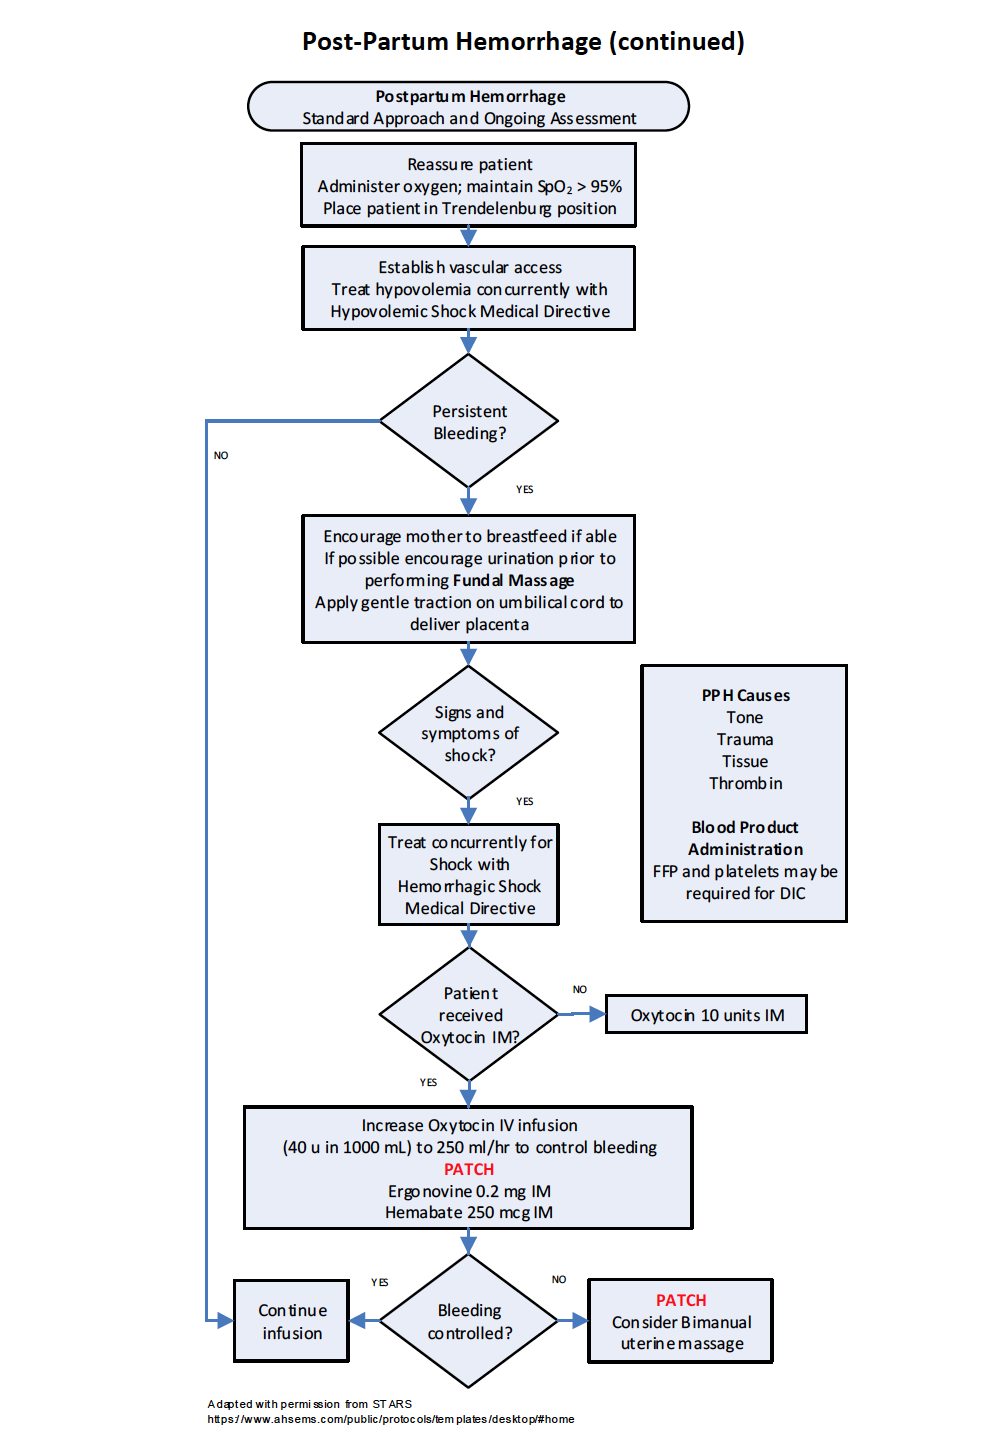 Post-Partum Hemorrhage (continued)
Postpartum Hemorrhage
Standard Approach and Ongoing Assessment
Reassure patient
Administer oxygen; maintain SpO₂ > 95%
Place patient in Trendelenburg position
Establish vascular access
Treat hypovolemia concurrently with
Hypovolemic Shock Medical Directive
Persistent
Bleeding?
NO
YES
Encourage mother to breastfeed if able
If possible encourage urination prior to
performing Fundal Massage
Apply gentle traction on umbilical cord to
deliver placenta
Signs and
symptoms of
shock?
YES
PPH Causes
Tone
Trauma
Tissue
Thrombin
Blood Product
Administration
FFP and platelets may be
required for DIC
Treat concurrently for
Shock with
Hemorrhagic Shock
Medical Directive
Patient
received
Oxytocin IM?
NO
Oxytocin 10 units IM
YES
Increase Oxytocin IV infusion
(40 u in 1000 mL) to 250 ml/hr to control bleeding
PATCH
Ergonovine 0.2 mg IM
Hemabate 250 mcg IM
YES
NO
Continue
infusion
Bleeding
controlled?
PATCH
Consider Bimanual
uterine massage
Adapted with permission from STARS
https://www.ahsems.com/public/protocols/templates/desktop/#home